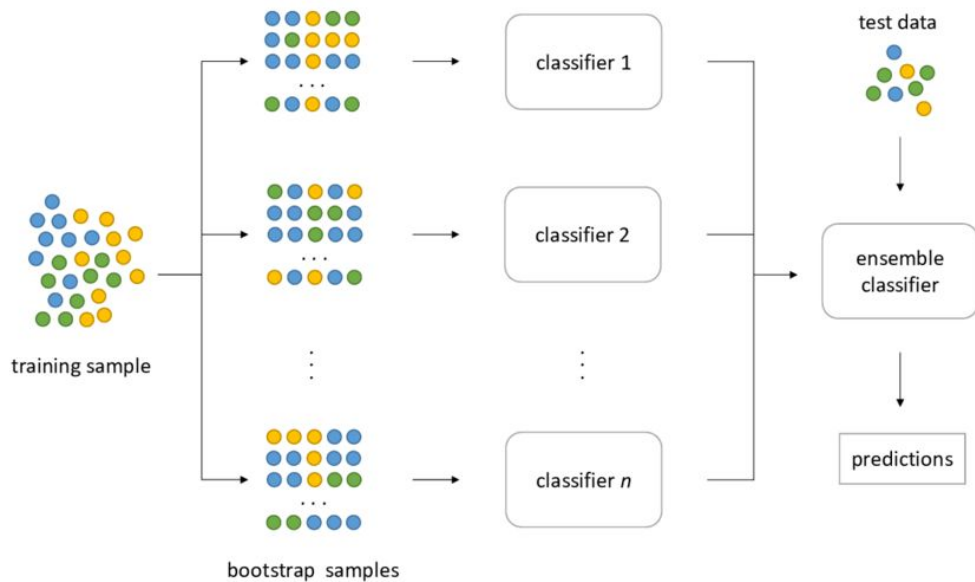 test data
classifier 1
. . .
classifier 2
. . .
ensemble
classifier
training sample
classifier n
predictions
. . .
bootstrap samples